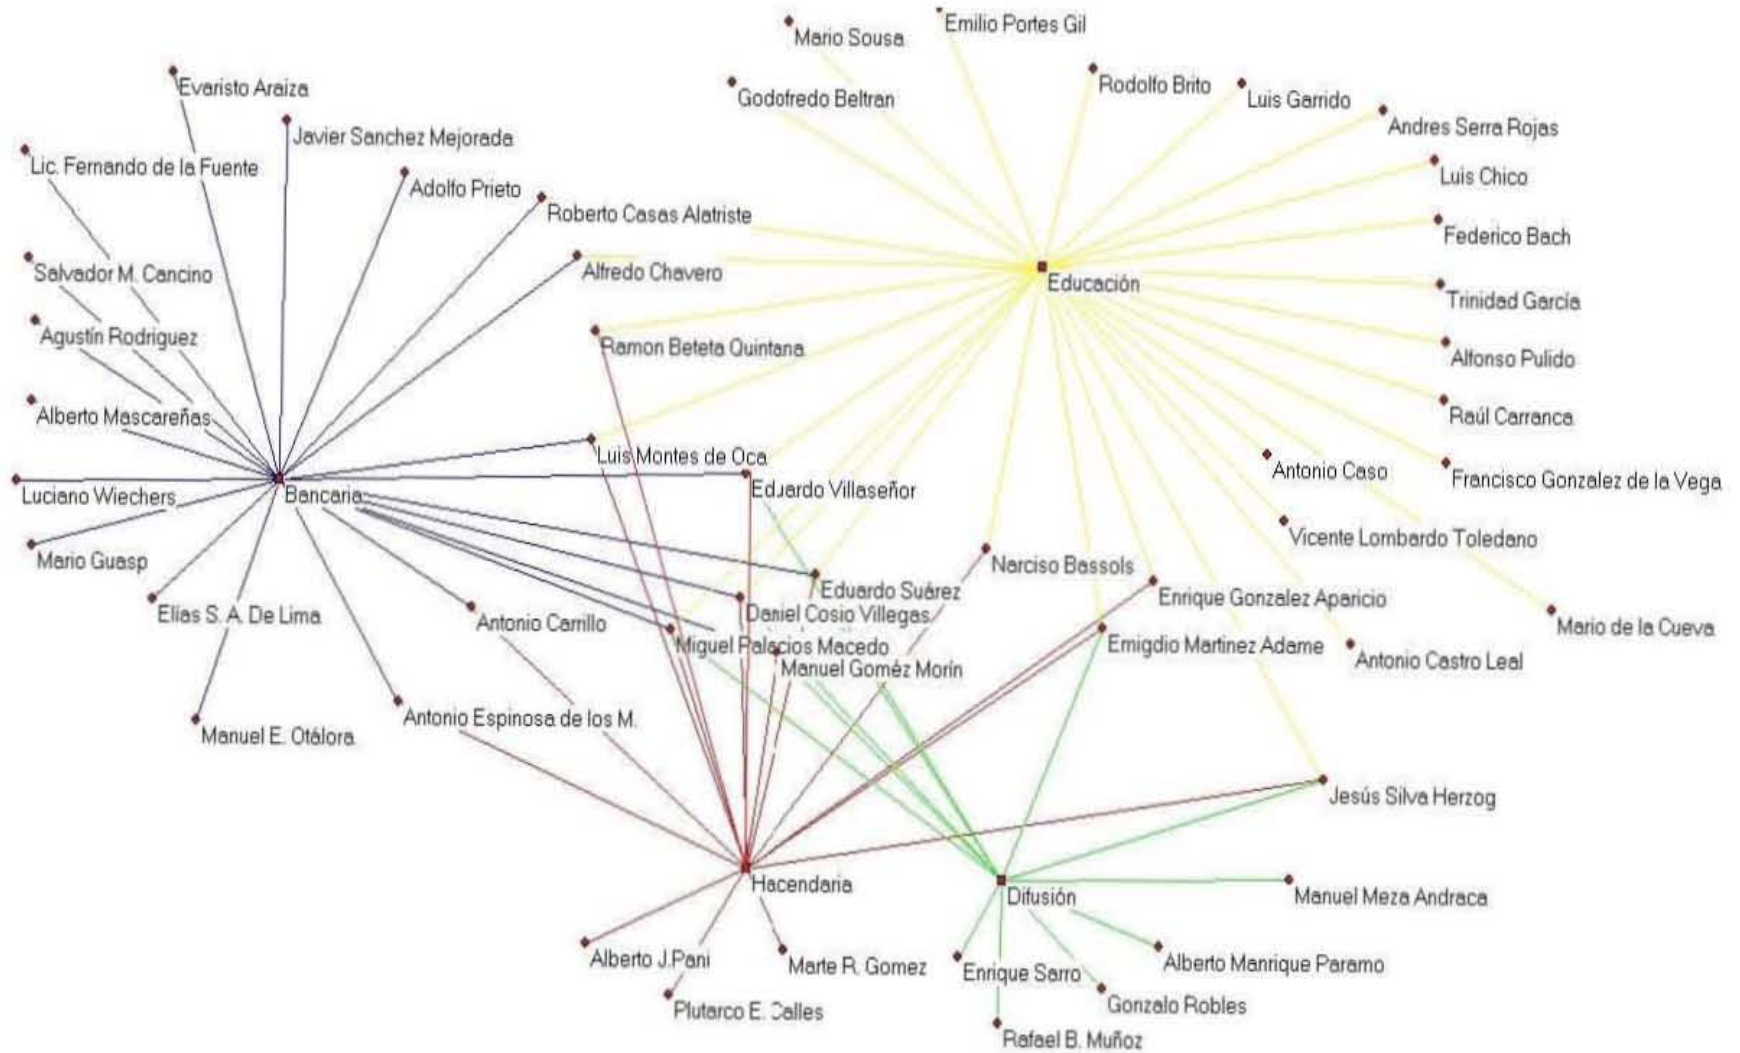 Emilio Portes Gil
Mario Sousa
Evaristo Araiza
Rodolfo Brito
Godofredo Beltran
Luis Garrido
Andres Serra Rojas
Javier Sanchez Mejorada
Lic. Fernando de la Fuente
Luis Chico
Adolfo Prieto
Roberto Casas Alatriste
Federico Bach
Salvador M. Cancino
Alfredo Chavero
Educación
Trinidad García
Agustín Rodriguez
Ramon Beteta Quintana
Alfonso Pulido
Alberto Mascareñas
Raúl Carranca
Luis Montes de Oca
Antonio Caso
Francisco Gonzalez de la Vega
Luciano Wiechers
Bancaria
Eduardo Villaseñor
Vicente Lombardo Toledano
Mario Guasp
Narciso Bassols
Eduardo Suárez
Enrique Gonzalez Aparicio
Elías S. A. De Lima
Antonio Carrillo
Daniel Cosio Villegas
Mario de la Cueva
Miguel Palacios Macedo
Emigdio Martinez Adame
Antonio Castro Leal
Manuel Goméz Morín
Antonio Espinosa de los M.
Manuel E. Otálora
Jesús Silva Herzog
Hacendaria
Difusión
Manuel Meza Andraca
Alberto J.Pani
Marte R. Gomez
Enrique Sarro
Alberto Manrique Paramo
Plutarco E. Calles
Gonzalo Robles
Rafael B. Muñoz